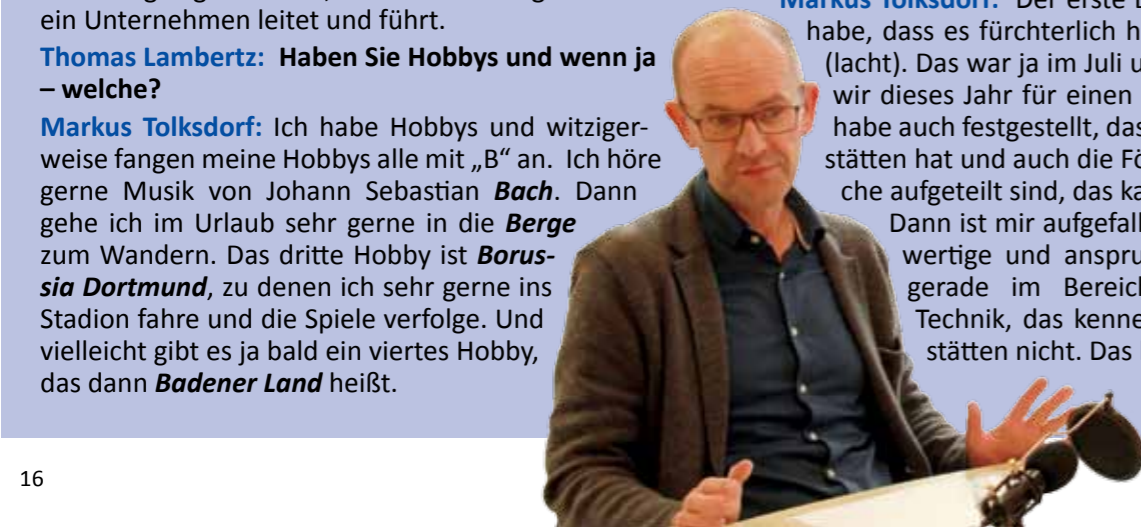 ein Unternehmen leitet und führt.
Thomas Lambertz: Haben Sie Hobbys und wenn ja
– welche?
Markus Tolksdorf: Ich habe Hobbys und witziger-
weise fangen meine Hobbys alle mit „B“ an. Ich höre
gerne Musik von Johann Sebastian Bach. Dann
gehe ich im Urlaub sehr gerne in die Berge
zum Wandern. Das dritte Hobby ist Borus-
sia Dortmund, zu denen ich sehr gerne ins
Stadion fahre und die Spiele verfolge. Und
vielleicht gibt es ja bald ein viertes Hobby,
das dann Badener Land heißt.
Markus Tolksdorf: Der erste
habe, dass es fürchterlich
(lacht). Das war ja im Juli
wir dieses Jahr für einen
habe auch festgestellt,
stätten hat und auch die
che aufgeteilt sind, das
Dann ist mir
wertige und
gerade im Bereich
Technik, das
stätten nicht. Das
16